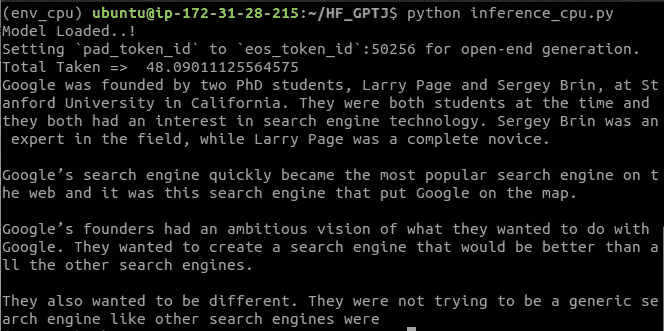 (env_cpu) ubuntu@ip-172-31-28-215:~/HF_GPTJ$ python inference_cpu.py
Model Loaded..!
Setting `pad_token_id` to `eos_token_id`:50256 for open-end generation.
Total Taken =>  48.09011125564575
Google was founded by two PhD students, Larry Page and Sergey Brin, at St
anford University in California. They were both students at the time and
they both had an interest in search engine technology. Sergey Brin was an
 expert in the field, while Larry Page was a complete novice.

Google’s search engine quickly became the most popular search engine on t
he web and it was this search engine that put Google on the map.

Google’s founders had an ambitious vision of what they wanted to do with
Google. They wanted to create a search engine that would be better than a
ll the other search engines.

They also wanted to be different. They were not trying to be a generic se
arch engine like other search engines were